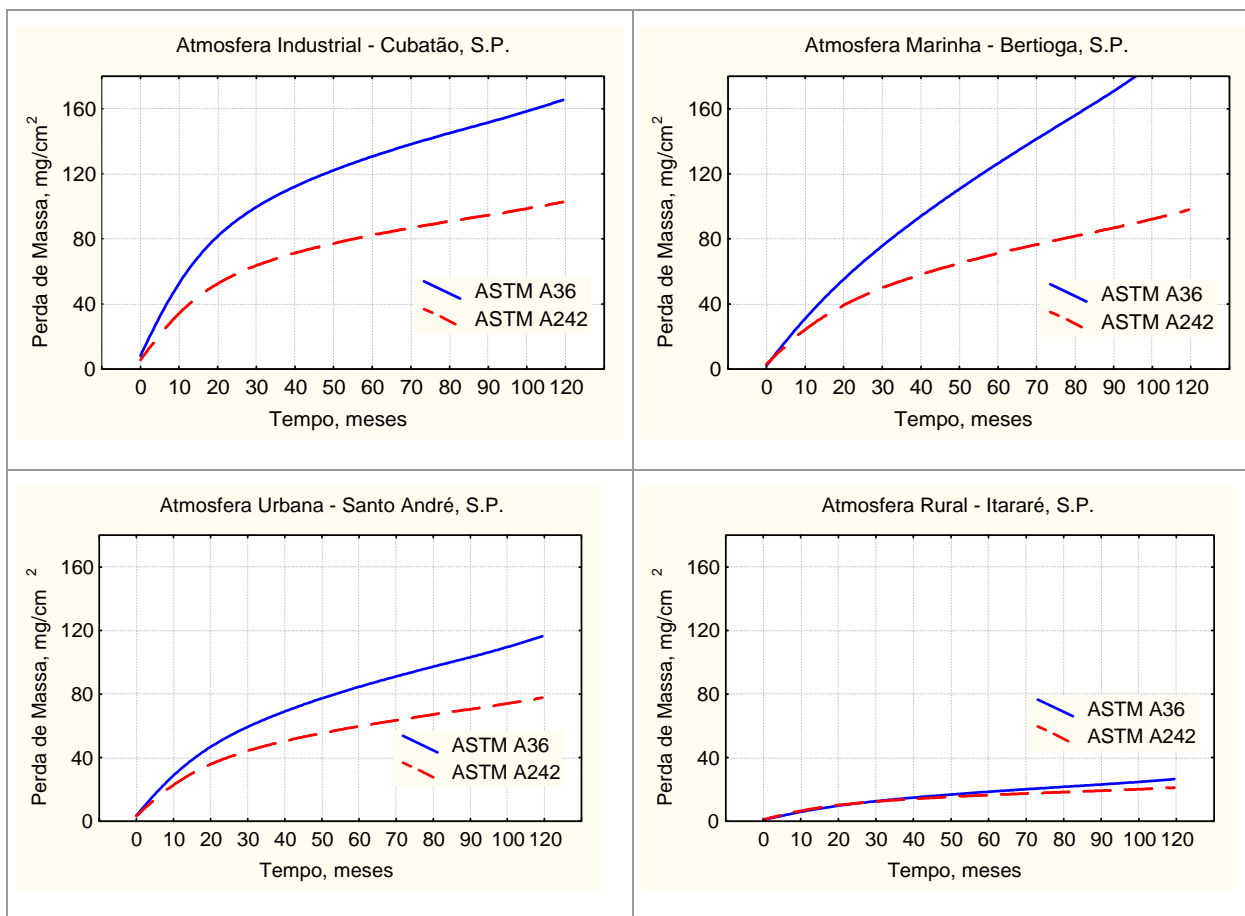 Atmosfera Industrial - Cubatão, S.P.
Perda de Massa, mg/cm²
160
120
80
40
0
0 10 20 30 40 50 60 70 80 90 100 110 120
Tempo, meses
ASTM A36
ASTM A242
Atmosfera Marinha - Bertioga, S.P.
Perda de Massa, mg/cm²
160
120
80
40
0
0 10 20 30 40 50 60 70 80 90 100 110 120
Tempo, meses
ASTM A36
ASTM A242
Atmosfera Urbana - Santo André, S.P.
Perda de Massa, mg/cm ²
160
120
80
40
0
0 10 20 30 40 50 60 70 80 90 100 110 120
Tempo, meses
ASTM A36
ASTM A242
Atmosfera Rural - Itararé, S.P.
Perda de Massa, mg/cm ²
160
120
80
40
0
0 10 20 30 40 50 60 70 80 90 100 110 120
Tempo, meses
ASTM A36
ASTM A242